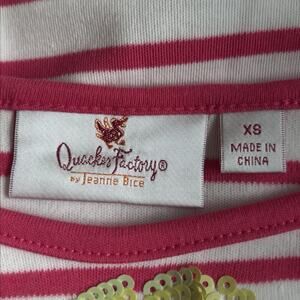 Quacker Factory®
by Jeanne Bice
XS
MADE IN
CHINA